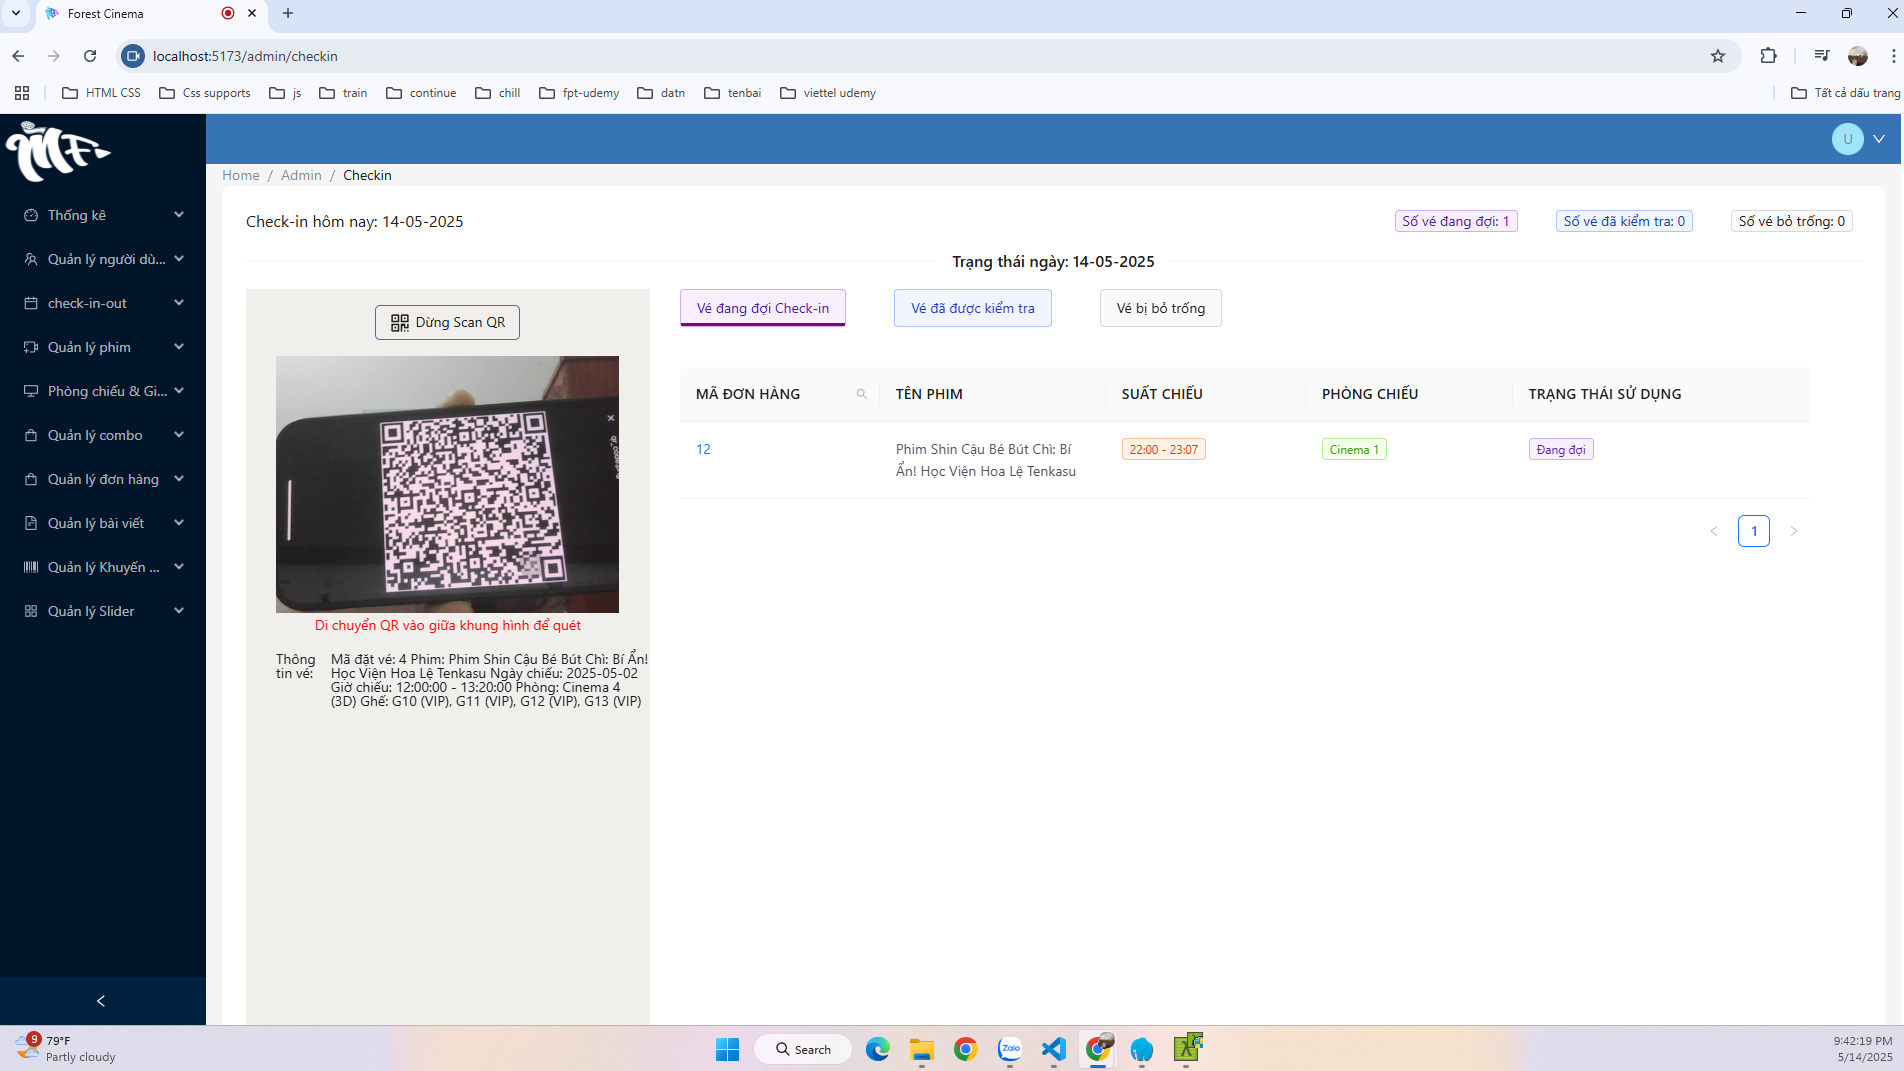 Forest Cinema
localhost:5173/admin/checkin
HTML CSS
Css supports
js
train
continue
chill
fpt-udemy
datn
tenbai
viettel udemy
Tất cả dấu trang
MF
U
Home / Admin / Checkin
Thống kê
Quản lý người dù...
check-in-out
Quản lý phim
Phòng chiếu & Gi...
Quản lý combo
Quản lý đơn hàng
Quản lý bài viết
Quản lý Khuyến ...
Quản lý Slider
Check-in hôm nay: 14-05-2025
Số vé đang đợi: 1
Số vé đã kiểm tra: 0
Số vé bỏ trống: 0
Trạng thái ngày: 14-05-2025
Dừng Scan QR
Di chuyển QR vào giữa khung hình để quét
Thông tin vé:
Mã đặt vé: 4 Phim: Phim Shin Cậu Bé Bút Chì: Bí Ẩn!
Học Viện Hoa Lệ Tenkasu Ngày chiếu: 2025-05-02
Giờ chiếu: 12:00:00 - 13:20:00 Phòng: Cinema 4
(3D) Ghế: G10 (VIP), G11 (VIP), G12 (VIP), G13 (VIP)
Vé đang đợi Check-in
Vé đã được kiểm tra
Vé bị bỏ trống
MÃ ĐƠN HÀNG
TÊN PHIM
SUẤT CHIẾU
PHÒNG CHIẾU
TRẠNG THÁI SỬ DỤNG
12
Phim Shin Cậu Bé Bút Chì: Bí
Ẩn! Học Viện Hoa Lệ Tenkasu
22:00 - 23:07
Cinema 1
Đang đợi
1
9
79°F
Partly cloudy
Search
Zalo
9:42:19 PM
5/14/2025